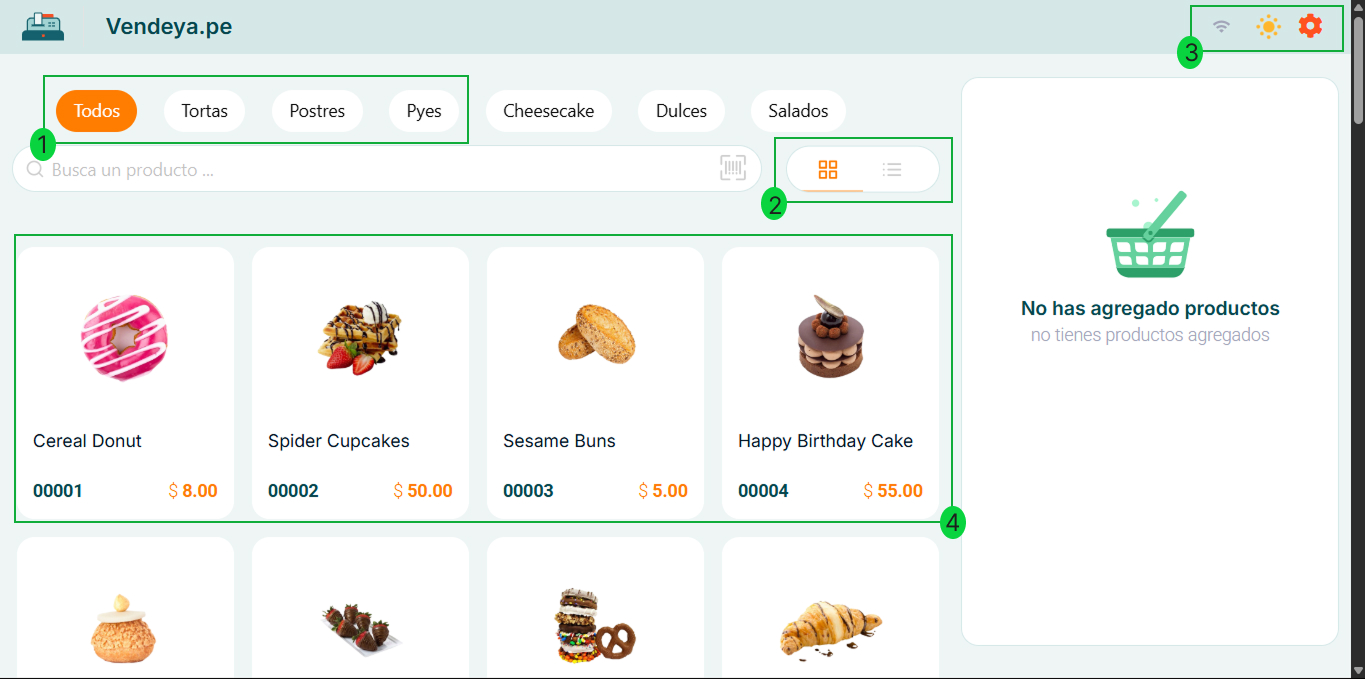 Vendeya.pe
3
Todos Tortas Postres Pyes Cheesecake Dulces Salados
1
Busca un producto ...
2
No has agregado productos
no tienes productos agregados
Cereal Donut Spider Cupcakes Sesame Buns Happy Birthday Cake
00001 $ 8.00 00002 $ 50.00 00003 $ 5.00 00004 $ 55.00
4